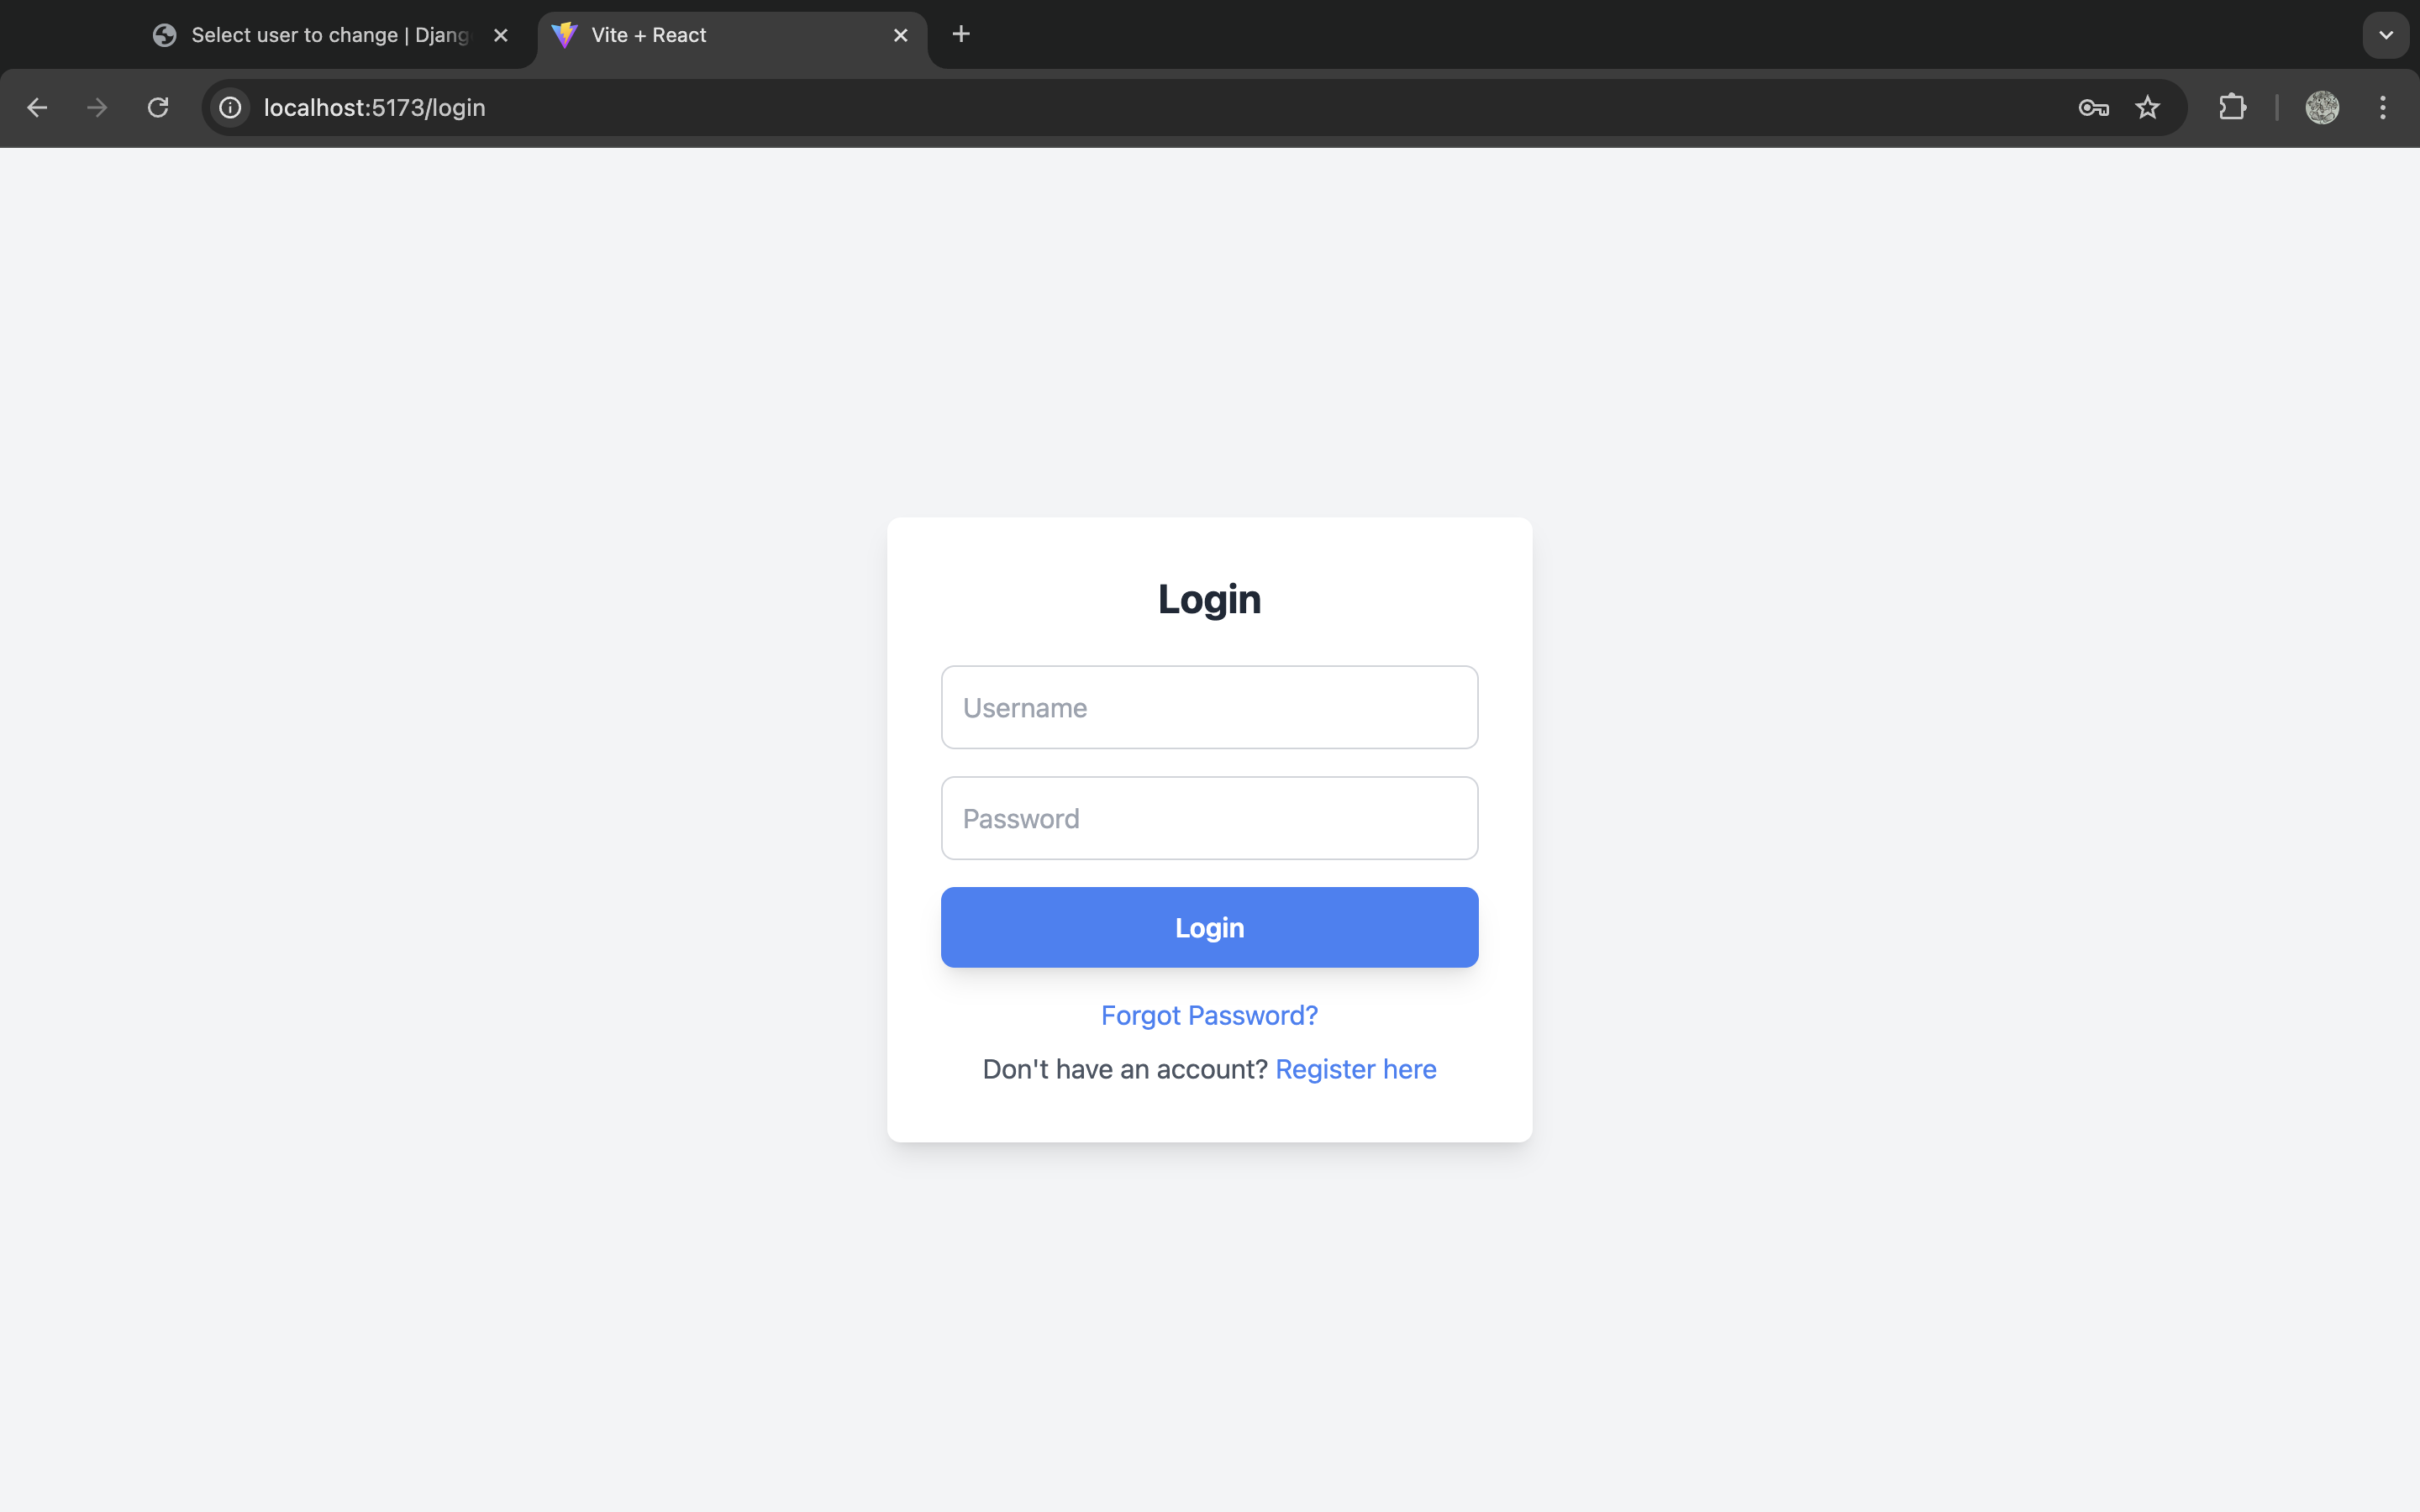 Select user to change | Djang
Vite + React
localhost:5173/login
Login
Username
Password
Login
Forgot Password?
Don't have an account? Register here